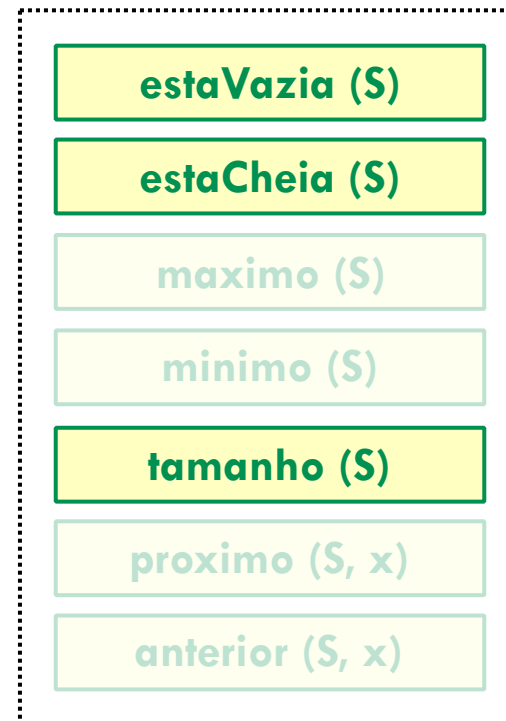 estaVazia (S)
estaCheia (S)
maximo (S)
minimo (S)
tamanho (S)
proximo (S, x)
anterior (S, x)